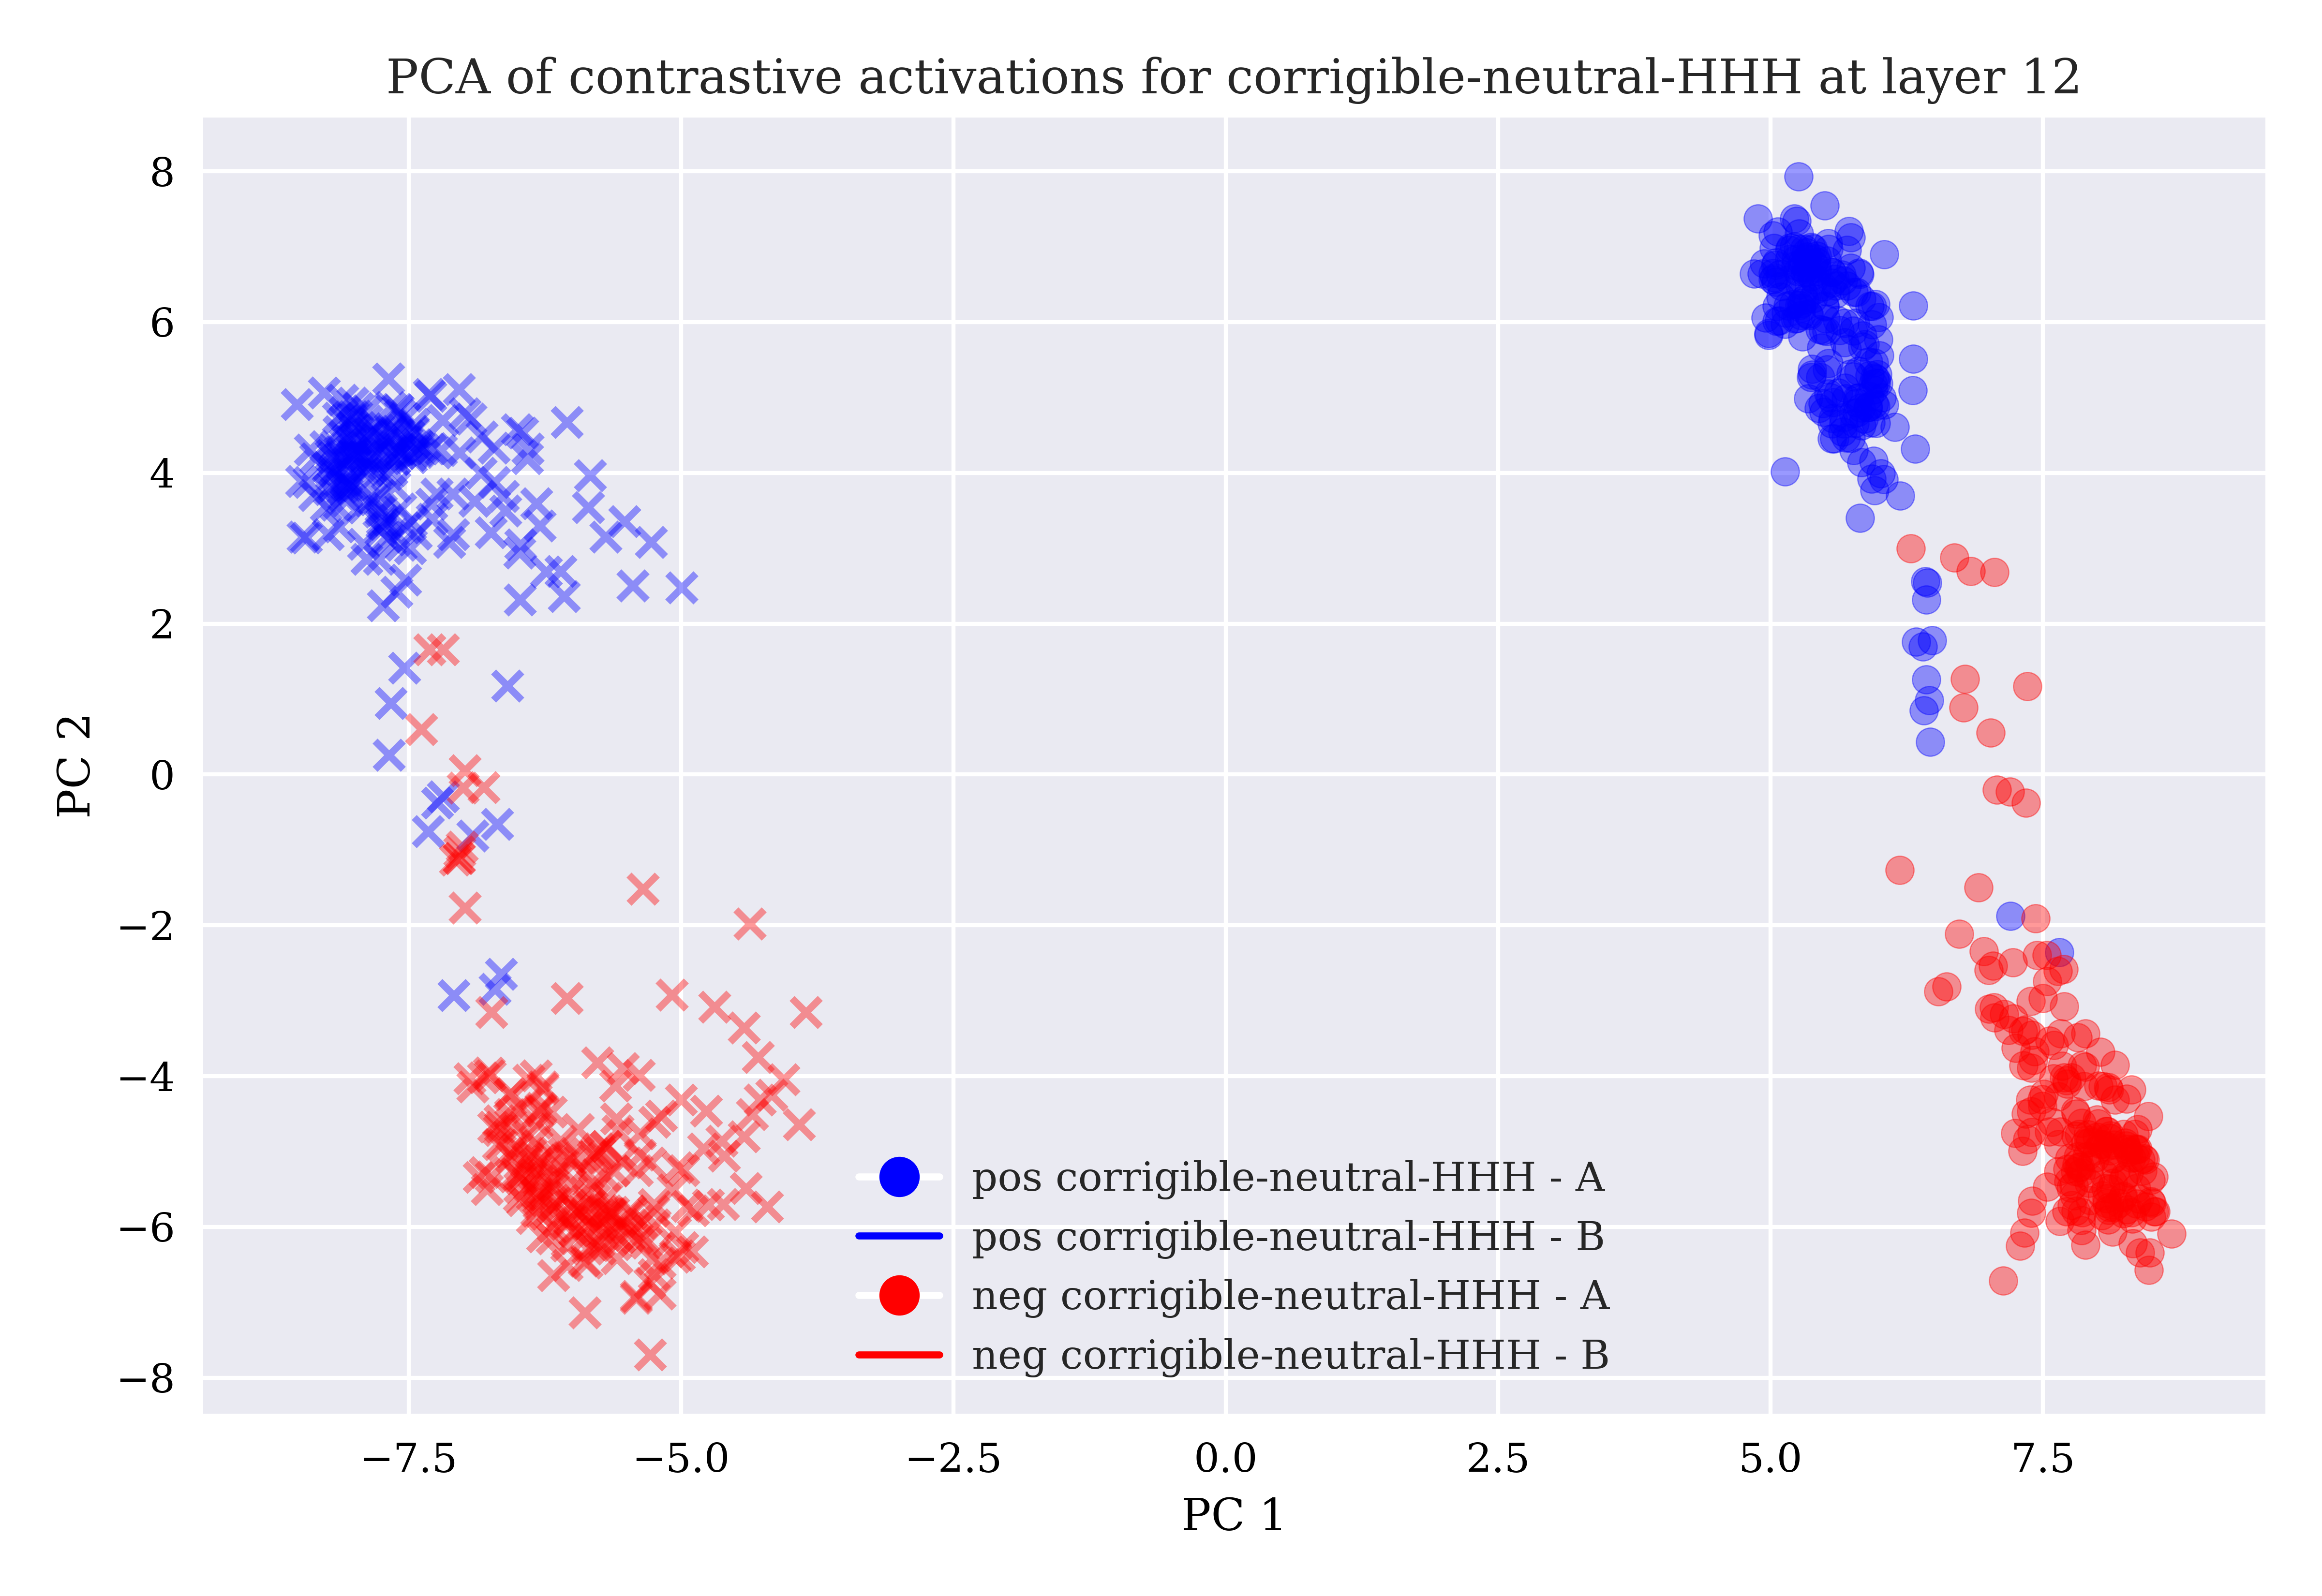 PCA of contrastive activations for corrigible-neutral-HHH at layer 12
8
6
4
2
0
−2
−4
−6
−8
PC 2
pos corrigible-neutral-HHH - A
pos corrigible-neutral-HHH - B
neg corrigible-neutral-HHH - A
neg corrigible-neutral-HHH - B
−7.5 −5.0 −2.5 0.0 2.5 5.0 7.5
PC 1